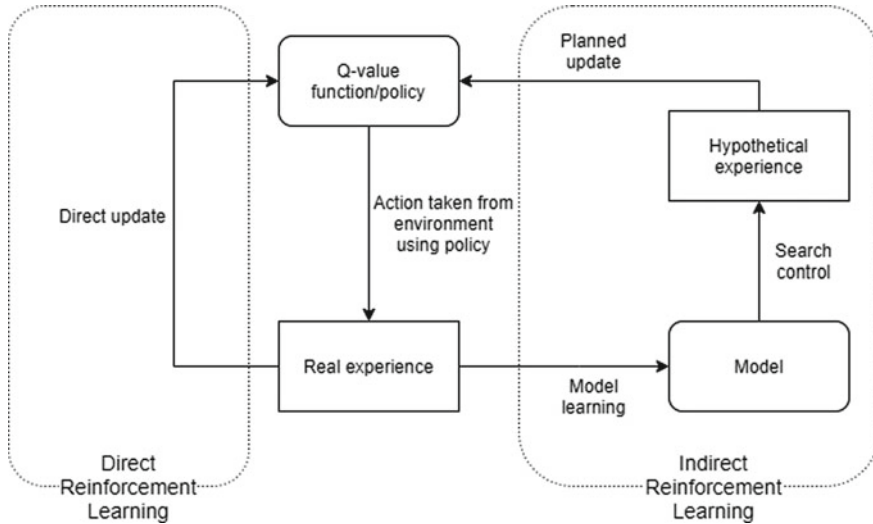 Planned
update
Q-value
function/policy
Hypothetical
experience
Direct update
Action taken from
environment
using policy
Search
control
Real experience
Model
learning
Model
Direct
Reinforcement
Learning
Indirect
Reinforcement
Learning